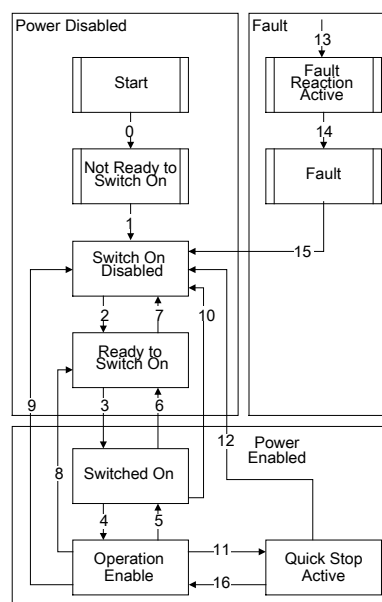 Power Disabled
Fault
13
Start
Fault
Reaction
Active
0
14
Not Ready to
Switch On
Fault
1
15
Switch On
Disabled
2
7
10
Ready to
Switch On
9
3
6
12
Power
Enabled
8
Switched On
4
5
11
Operation
Enable
Quick Stop
Active
16